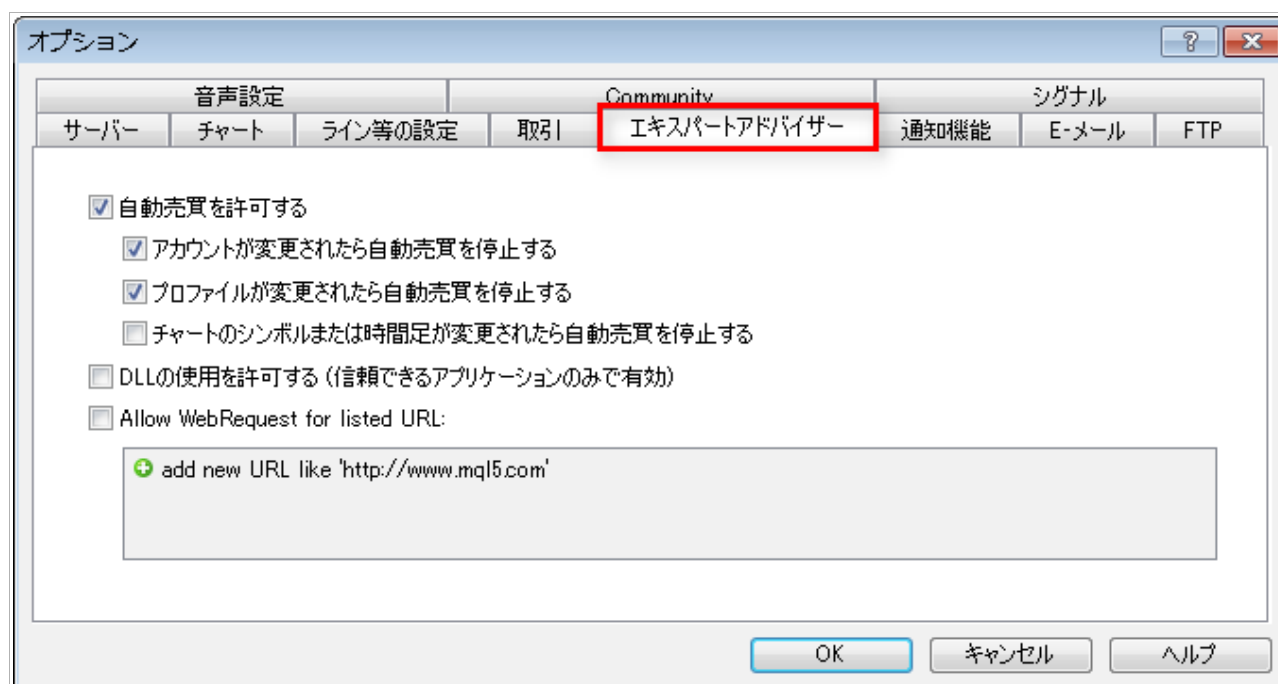 オプション
音声設定 Community シグナル
サーバー チャート ライン等の設定 取引 エキスパートアドバイザー 通知機能 E-メール FTP
自動売買を許可する
アカウントが変更されたら自動売買を停止する
プロファイルが変更されたら自動売買を停止する
チャートのシンボルまたは時間足が変更されたら自動売買を停止する
DLLの使用を許可する (信頼できるアプリケーションのみで有効)
Allow WebRequest for listed URL:
add new URL like 'http://www.mql5.com'
OK キャンセル ヘルプ